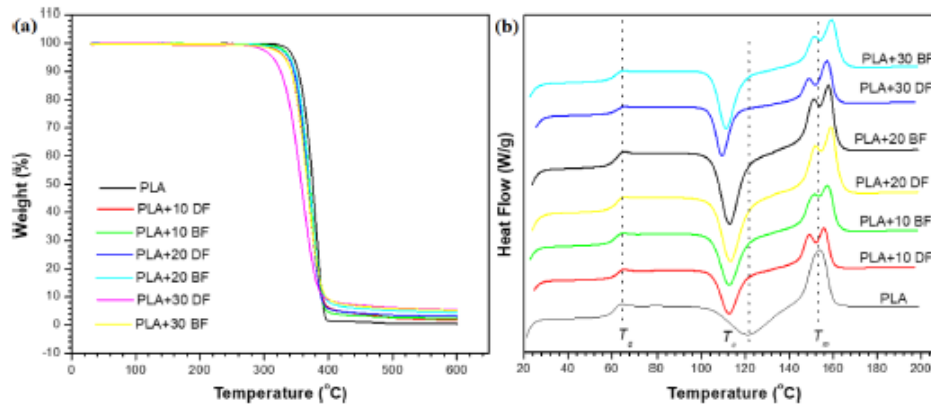 (a)
110
100
90
80
70
60
50
40
30
20
10
0
-10
Weight (%)
PLA
PLA+10 DF
PLA+10 BF
PLA+20 DF
PLA+20 BF
PLA+30 DF
PLA+30 BF
0 100 200 300 400 500 600
Temperature (°C)
(b)
Heat Flow (W/g)
PLA+30 BF
PLA+30 DF
PLA+20 BF
PLA+20 DF
PLA+10 BF
PLA+10 DF
PLA
Tg Tc Tm
20 40 60 80 100 120 140 160 180 200
Temperature (°C)